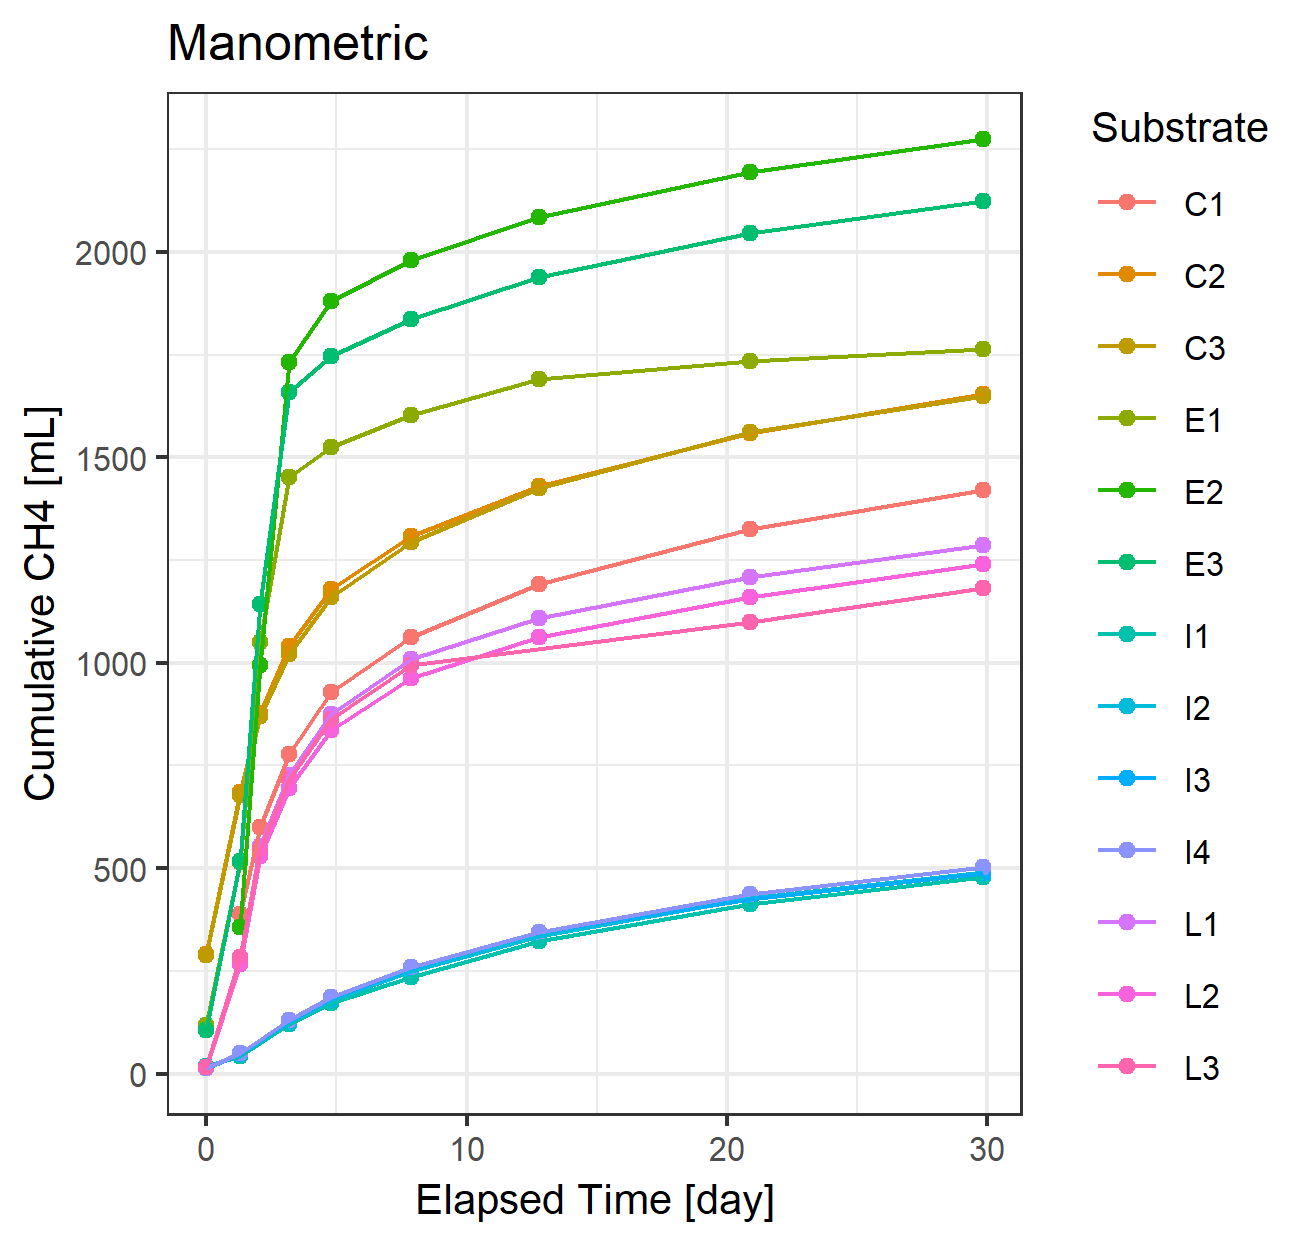 Manometric
Cumulative CH4 [mL]
2000
1500
1000
500
0
0 10 20 30
Elapsed Time [day]
Substrate
C1
C2
C3
E1
E2
E3
I1
I2
I3
I4
L1
L2
L3